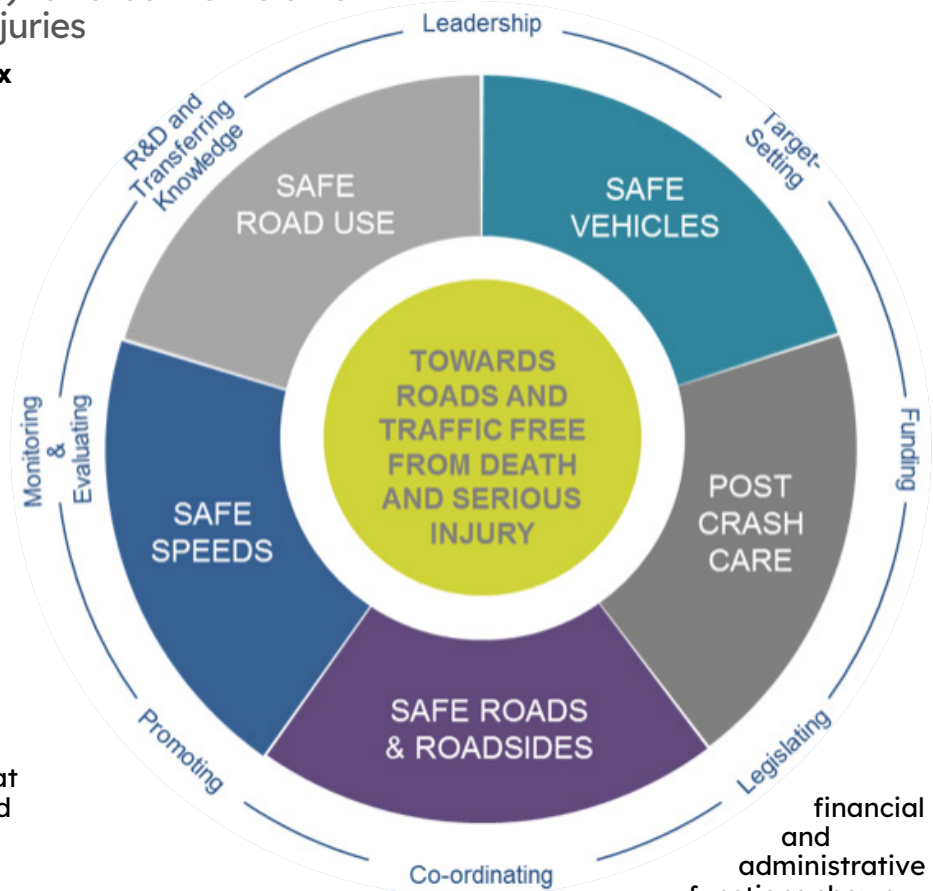 juries
x
Leadership
R&D and
Transferring
Knowledge
Target-
Setting
SAFE
ROAD USE
SAFE
VEHICLES
TOWARDS
ROADS AND
TRAFFIC FREE
FROM DEATH
AND SERIOUS
INJURY
Monitoring
&
Evaluating
Funding
SAFE
SPEEDS
POST
CRASH
CARE
SAFE ROADS
& ROADSIDES
Promoting
Legislating
Co-ordinating
at
d
financial
and
administrative